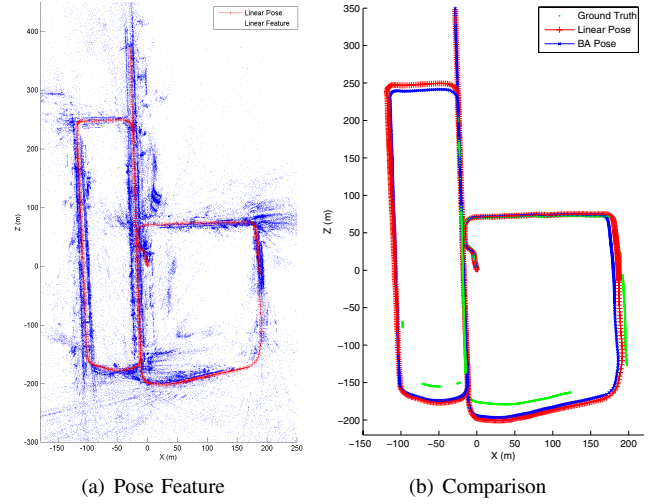 Linear Pose
Linear Feature
400
300
200
100
0
-100
-200
-300
Z (m)
-150 -100 -50 0 50 100 150 200 250
X (m)
(a) Pose Feature
Ground Truth
Linear Pose
BA Pose
350
300
250
200
150
100
50
0
−50
−100
−150
−200
Z (m)
−150 −100 −50 0 50 100 150 200
X (m)
(b) Comparison